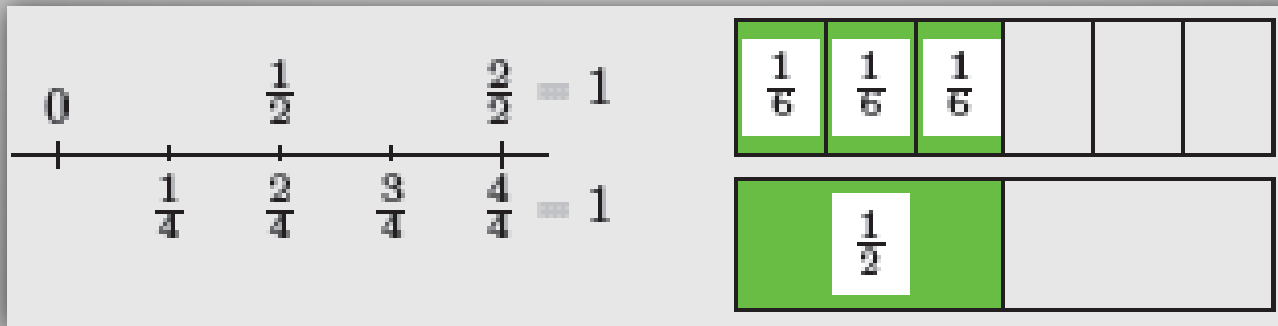 0 1/2 2/2 = 1
1/4 2/4 3/4 4/4 = 1
1/6 1/6 1/6
1/2